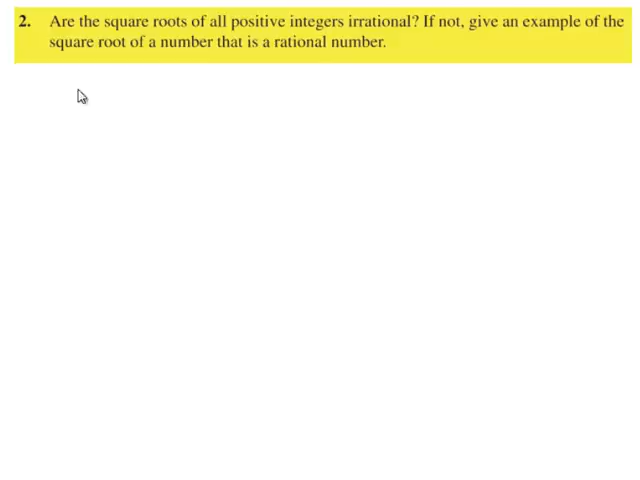 2. Are the square roots of all positive integers irrational? If not, give an example of the
square root of a number that is a rational number.